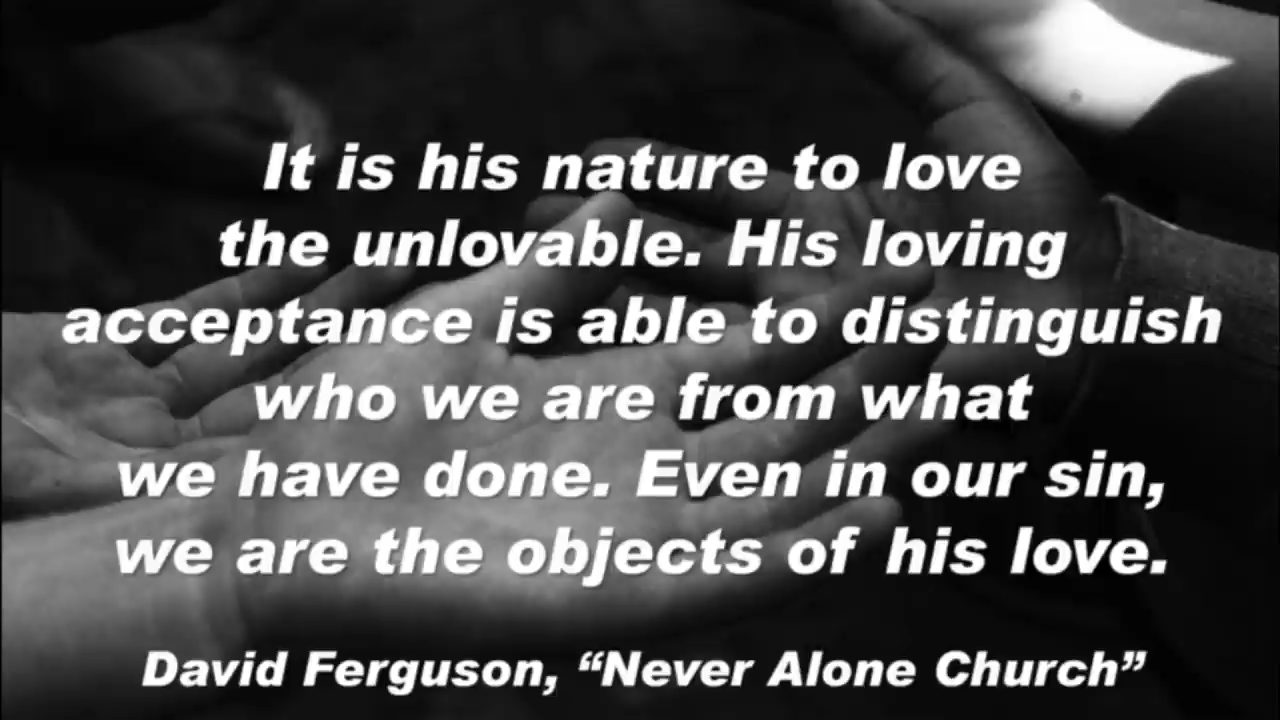 It is his nature to love
the unlovable. His loving
acceptance is able to distinguish
who we are from what
we have done. Even in our sin,
we are the objects of his love.
David Ferguson, “Never Alone Church”